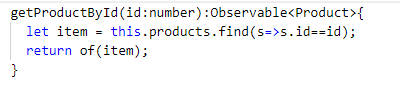 getProductById(id:number):Observable<Product>{
  let item = this.products.find(s=>s.id==id);
  return of(item);
}